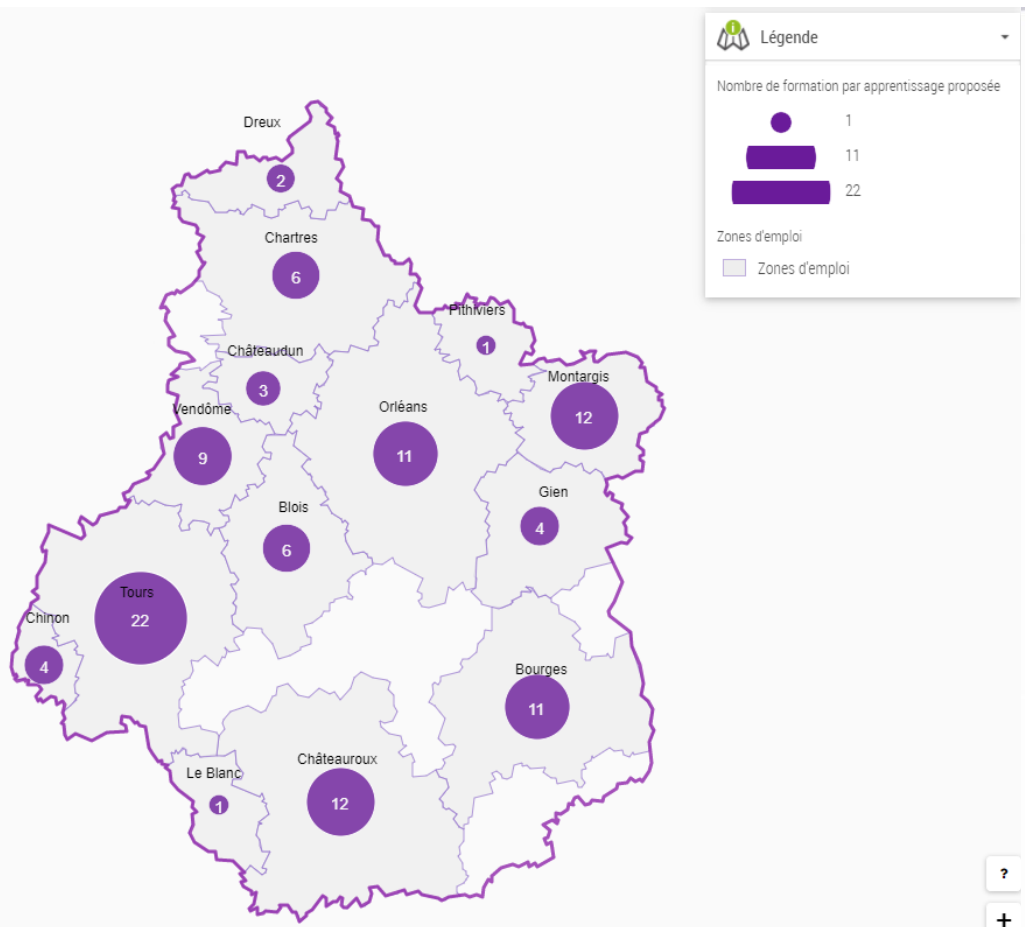 Légende
Nombre de formation par apprentissage proposée
1
11
22
Zones d'emploi
Zones d'emploi
Dreux
2
Chartres
6
Pithiviers
1
Châteaudun
3
Montargis
12
Vendôme
9
Orléans
11
Gien
4
Blois
6
Tours
22
Chinon
4
Bourges
11
Châteauroux
12
Le Blanc
1
?
+